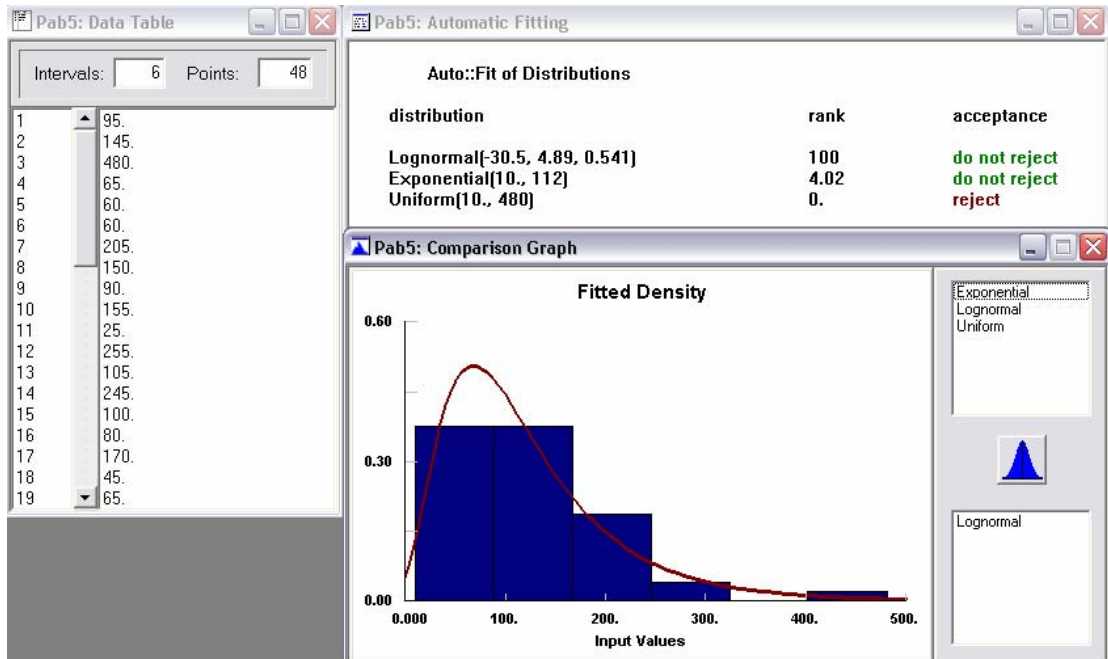 Pab5: Data Table
Intervals: 6 Points: 48
1 95.
2 145.
3 480.
4 65.
5 60.
6 60.
7 205.
8 150.
9 90.
10 155.
11 25.
12 255.
13 105.
14 245.
15 100.
16 80.
17 170.
18 45.
19 65.
Pab5: Automatic Fitting
Auto::Fit of Distributions
distribution rank acceptance
Lognormal(-30.5, 4.89, 0.541) 100 do not reject
Exponential(10., 112) 4.02 do not reject
Uniform(10., 480) 0. reject
Pab5: Comparison Graph
Fitted Density
0.60
0.30
0.00
0.000 100. 200. 300. 400. 500.
Input Values
Exponential
Lognormal
Uniform
Lognormal